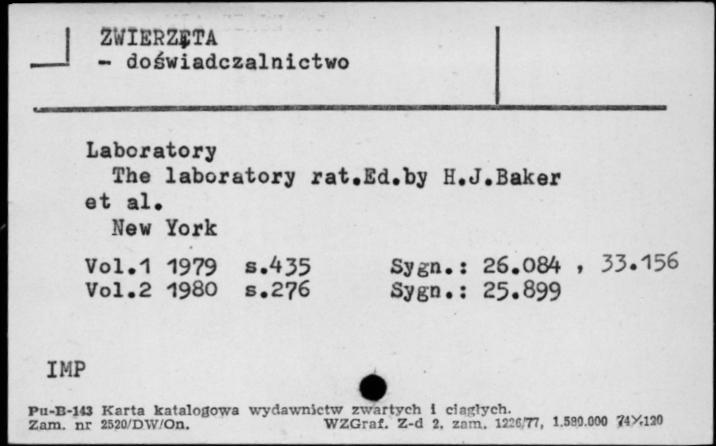 ZWIERZĘTA
- doświadczalnictwo
Laboratory
The laboratory rat.Ed.by H.J.Baker
et al.
New York
Vol.1 1979 s.435 Sygn.: 26.084 , 33.156
Vol.2 1980 s.276 Sygn.: 25.899
IMP
Pu-B-143 Karta katalogowa wydawnictw zwartych i ciągłych.
Zam. nr 2520/DW/On. WZGraf. Z-d 2, zam. 1226/77, 1.580.000 74×120